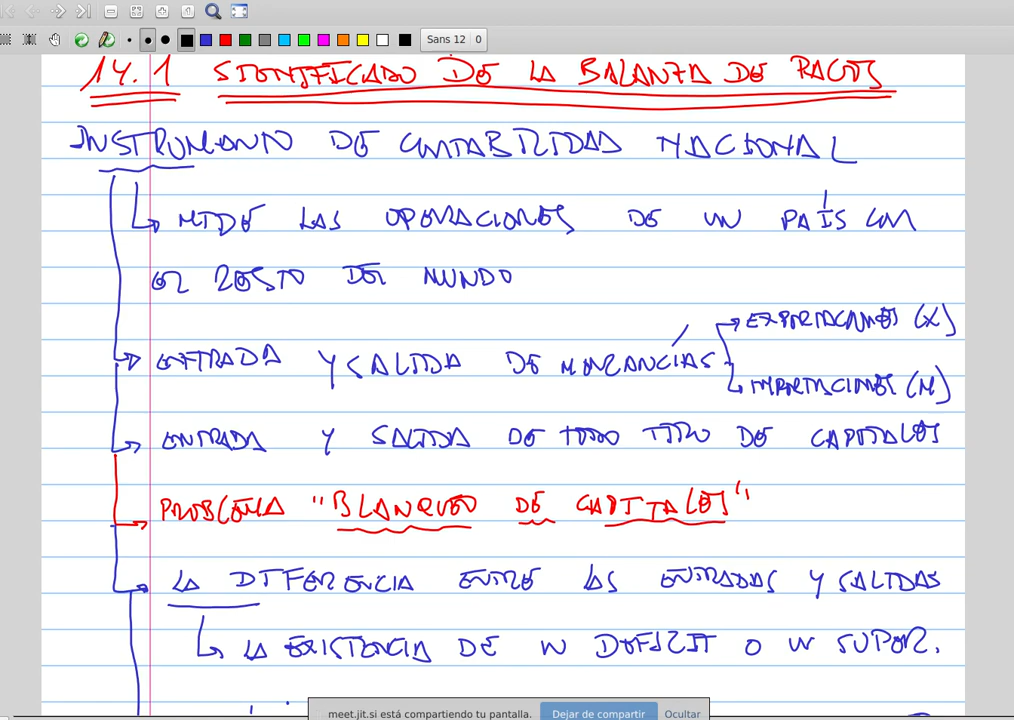 Sans 12 0
14.1 SIGNIFICADO DE LA BALANZA DE PAGOS
INSTRUMENTO DE CONTABILIDAD NACIONAL
MIDE LAS OPERACIONES DE UN PAÍS CON
EL RESTO DEL MUNDO
EXPORTACIONES (X)
ENTRADA Y SALIDA DE MERCANCIAS
IMPORTACIONES (M)
ENTRADA Y SALIDA DE TODO TIPO DE CAPITALES
PROBLEMA "BLANQUEO DE CAPITALES"
LA DIFERENCIA ENTRE LAS ENTRADAS Y SALIDAS
LA EXISTENCIA DE UN DEFICIT O UN SUPER.
meet.jit.si está compartiendo tu pantalla. Dejar de compartir Ocultar